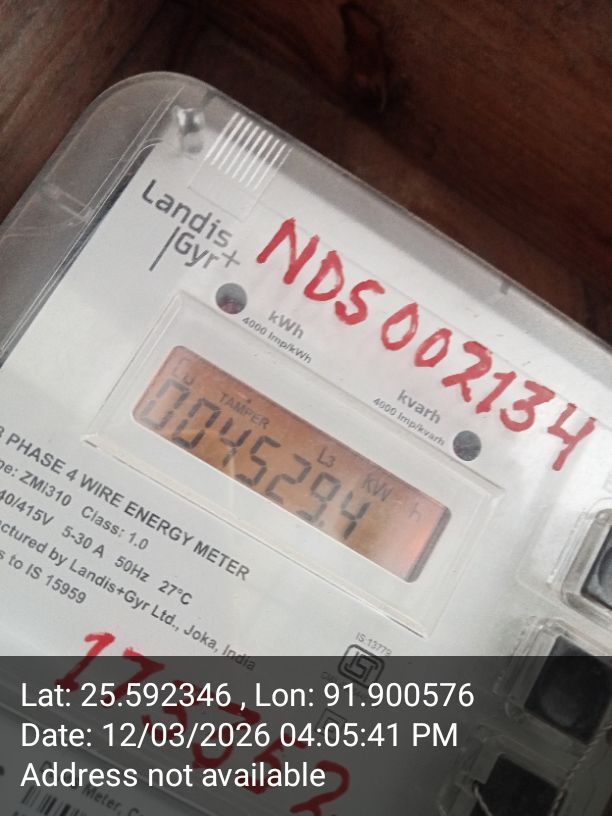 Landis
Gyr+
NDS002134
kWh
4000 Imp/kWh
kvarh
4000 Imp/kvarh
TAMPER
L3
kW h
004529.4
3 PHASE 4 WIRE ENERGY METER
ZMI310 Class: 1.0
40/415V 5-30 A 50Hz 27°C
by Landis+Gyr Ltd., Joka, India
to IS 15959
IS:13779
Lat: 25.592346 , Lon: 91.900576
Date: 12/03/2026 04:05:41 PM
Address not available